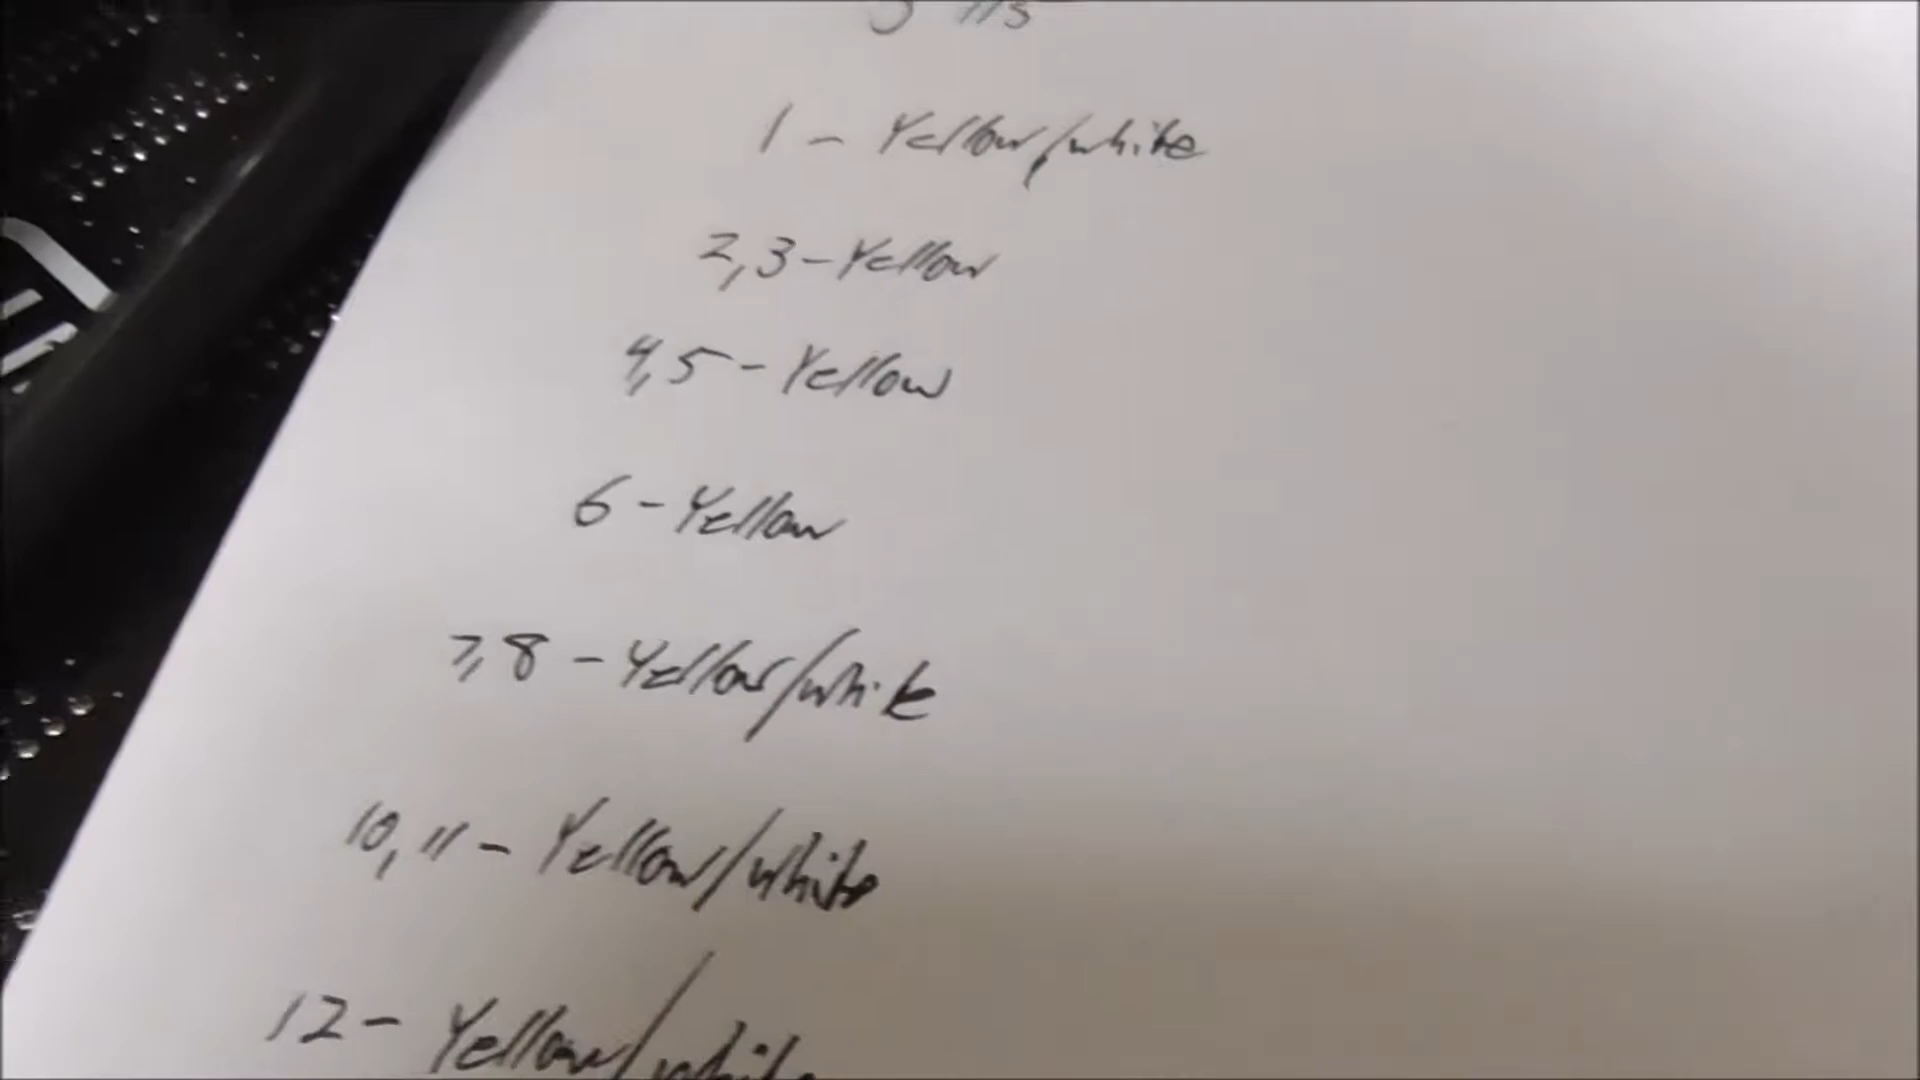 1 - Yellow/white
2,3 - Yellow
4,5 - Yellow
6 - Yellow
7,8 - Yellow/white
10,11 - Yellow/white
12 - Yellow/white